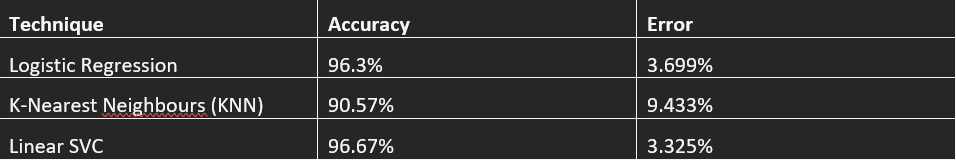 Technique Accuracy Error
Logistic Regression 96.3% 3.699%
K-Nearest Neighbours (KNN) 90.57% 9.433%
Linear SVC 96.67% 3.325%